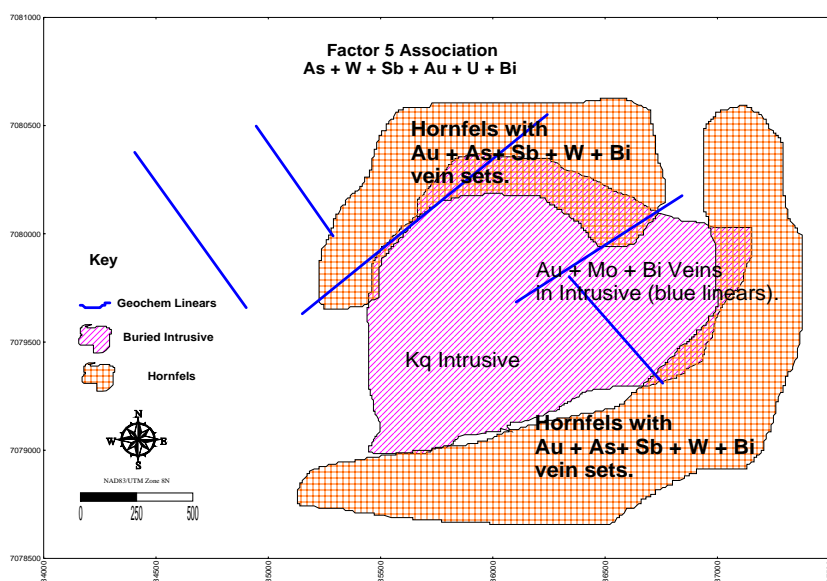 7081000
Factor 5 Association
As + W + Sb + Au + U + Bi
7080500
Hornfels with
Au + As+ Sb + W + Bi
vein sets.
7080000
Key
Au + Mo + Bi Veins
in Intrusive (blue linears).
Geochem Linears
7079500
Buried Intrusive
Kq Intrusive
Hornfels
Hornfels with
Au + As+ Sb + W + Bi
vein sets.
N
W E
S
7079000
NAD83/UTM Zone 8N
0 250 500
7078500